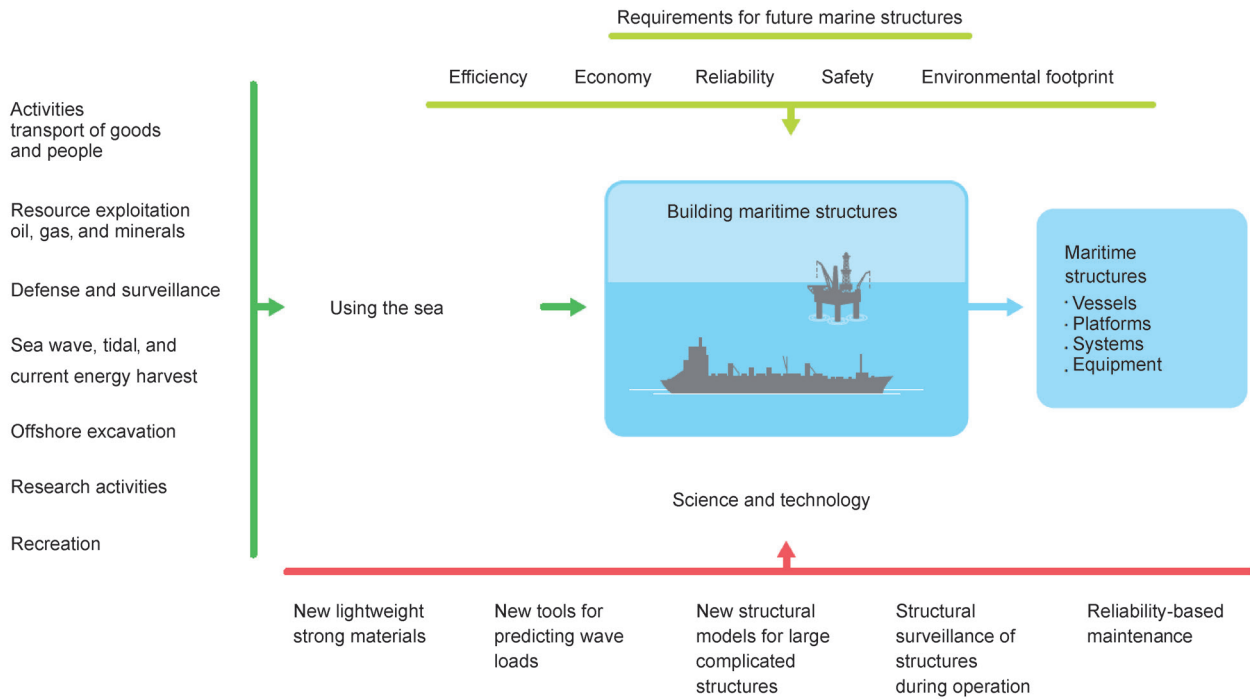 Requirements for future marine structures
Efficiency Economy Reliability Safety Environmental footprint
Activities
transport of goods
and people
Resource exploitation
oil, gas, and minerals
Defense and surveillance
Sea wave, tidal, and
current energy harvest
Offshore excavation
Research activities
Recreation
Using the sea
Building maritime structures
Maritime
structures
· Vessels
· Platforms
. Systems
. Equipment
Science and technology
New lightweight
strong materials
New tools for
predicting wave
loads
New structural
models for large
complicated
structures
Structural
surveillance of
structures
during operation
Reliability-based
maintenance